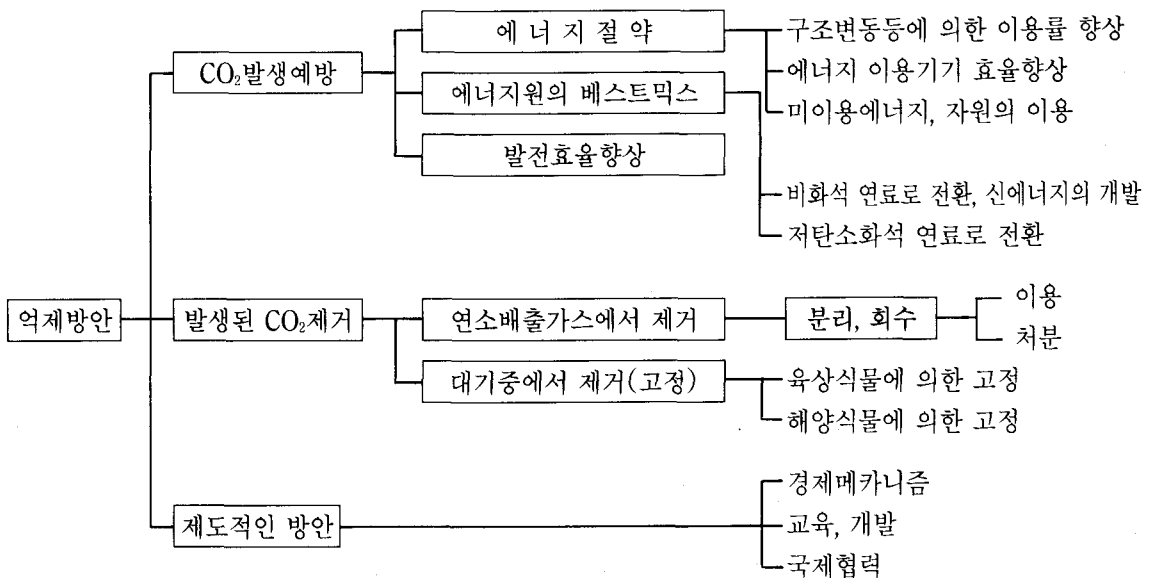 에 너 지 절 약
구조변동등에 의한 이용률 향상
CO₂발생예방
에너지 이용기기 효율향상
에너지원의 베스트믹스
미이용에너지, 자원의 이용
발전효율향상
비화석 연료로 전환, 신에너지의 개발
저탄소화석 연료로 전환
억제방안
발생된 CO₂제거
연소배출가스에서 제거
분리, 회수
이용
처분
대기중에서 제거(고정)
육상식물에 의한 고정
해양식물에 의한 고정
제도적인 방안
경제메카니즘
교육, 개발
국제협력